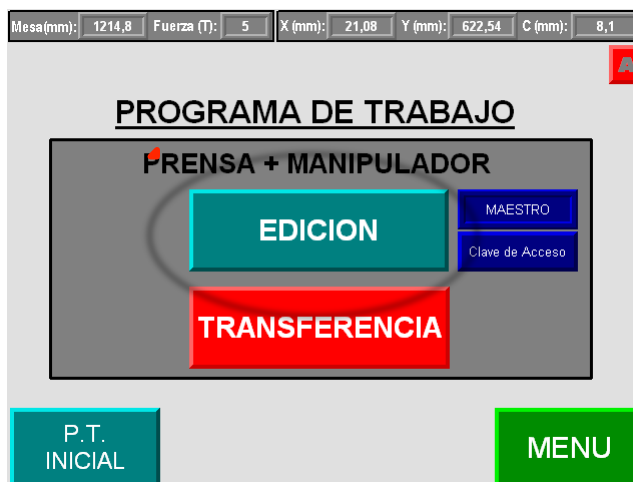 Mesa(mm): 1214,8 Fuerza (T): 5 X (mm): 21,08 Y (mm): 622,54 C (mm): 8,1
A
PROGRAMA DE TRABAJO
PRENSA + MANIPULADOR
EDICION
MAESTRO
Clave de Acceso
TRANSFERENCIA
P.T.
INICIAL
MENU